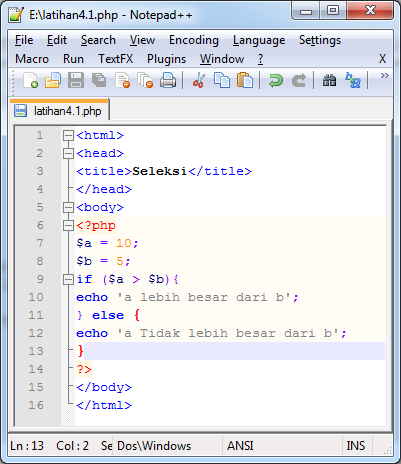 E:\latihan4.1.php - Notepad++
File Edit Search View Encoding Language Settings
Macro Run TextFX Plugins Window ? X
latihan4.1.php
1 <html>
2 <head>
3 <title>Seleksi</title>
4 </head>
5 <body>
6 <?php
7 $a = 10;
8 $b = 5;
9 if ($a > $b){
10 echo 'a lebih besar dari b';
11 } else {
12 echo 'a Tidak lebih besar dari b';
13 }
14 ?>
15 </body>
16 </html>
Ln : 13 Col : 2 Se Dos\Windows ANSI INS